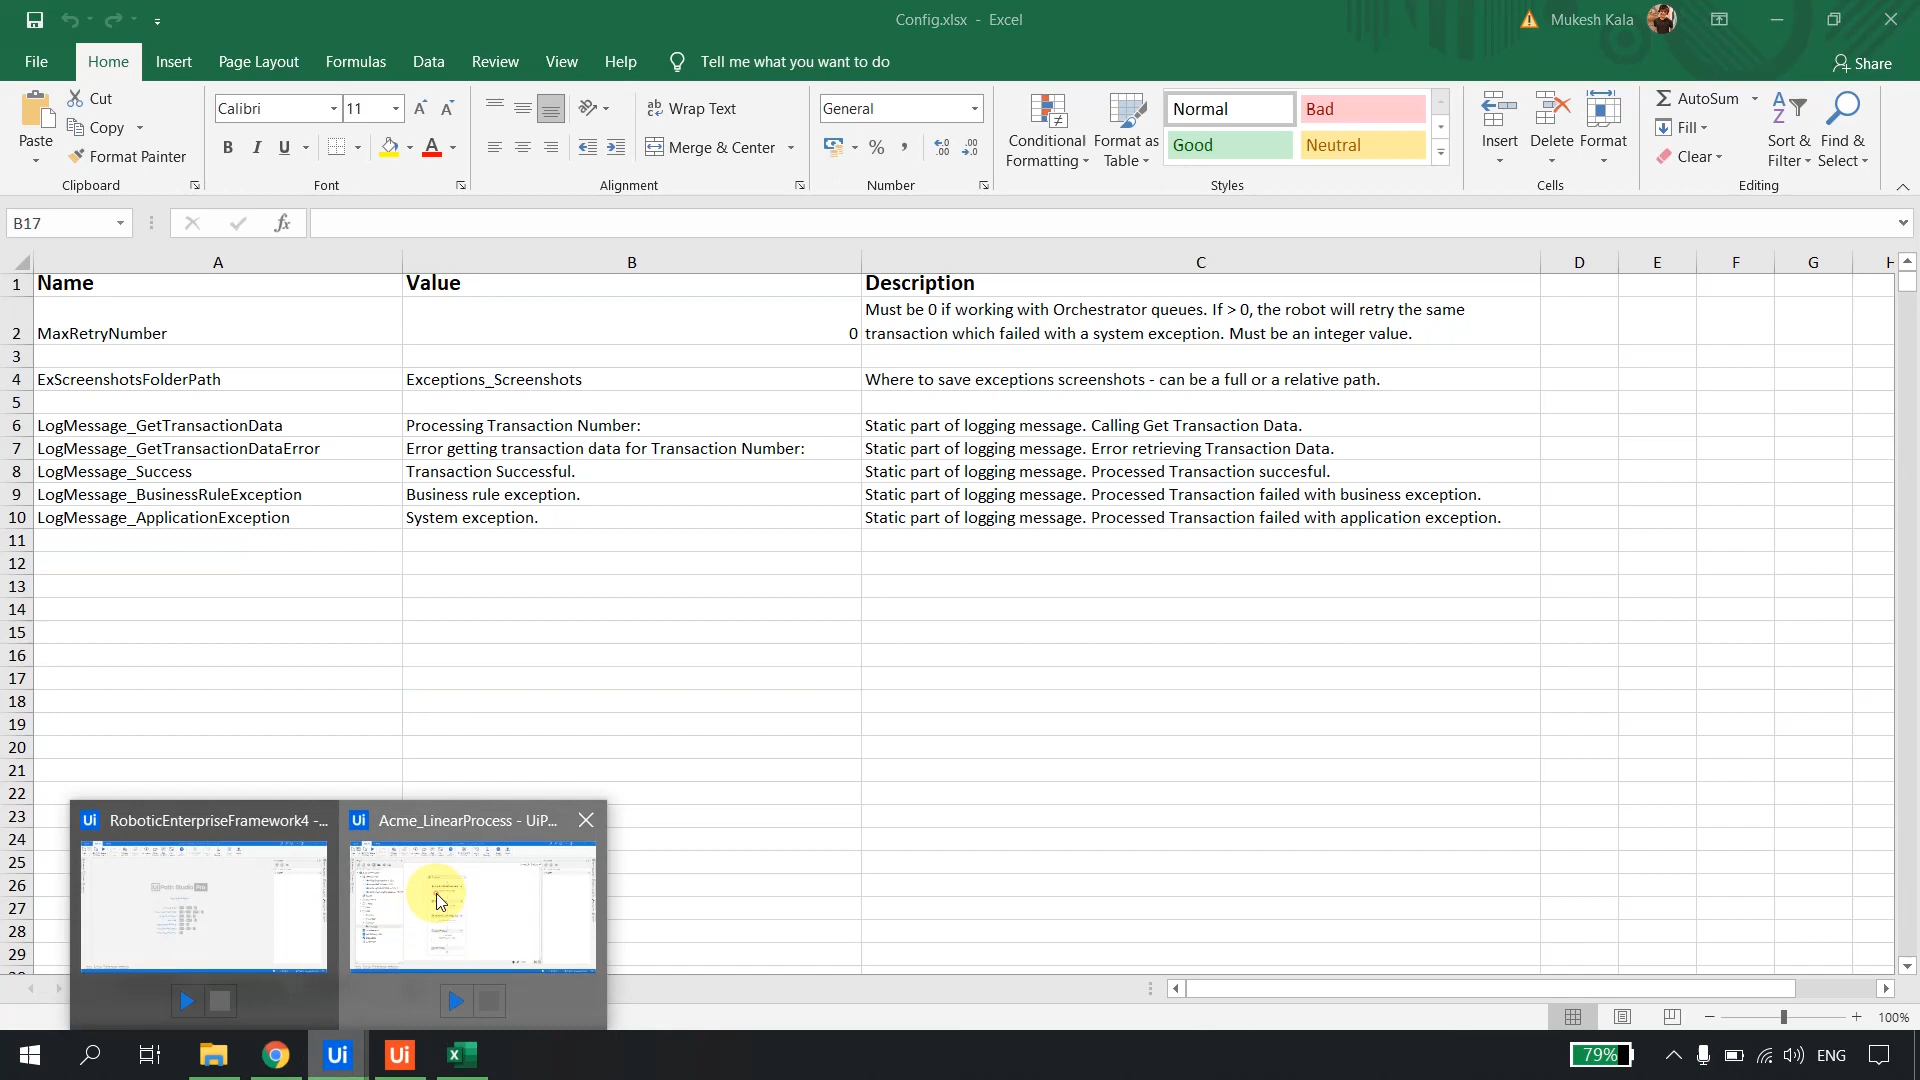 Config.xlsx - Excel
Mukesh Kala
File
Home
Insert
Page Layout
Formulas
Data
Review
View
Help
Tell me what you want to do
Share
Paste
Cut
Copy
Format Painter
Clipboard
Calibri
11
B I U
Font
Wrap Text
Merge & Center
Alignment
General
Number
Conditional Formatting
Format as Table
Normal
Bad
Good
Neutral
Styles
Insert
Delete
Format
Cells
AutoSum
Fill
Clear
Sort & Filter
Find & Select
Editing
B17
fx
A B C D E F G H
1 Name Value Description
Must be 0 if working with Orchestrator queues. If > 0, the robot will retry the same
2 MaxRetryNumber 0 transaction which failed with a system exception. Must be an integer value.
3
4 ExScreenshotsFolderPath Exceptions_Screenshots Where to save exceptions screenshots - can be a full or a relative path.
5
6 LogMessage_GetTransactionData Processing Transaction Number: Static part of logging message. Calling Get Transaction Data.
7 LogMessage_GetTransactionDataError Error getting transaction data for Transaction Number: Static part of logging message. Error retrieving Transaction Data.
8 LogMessage_Success Transaction Successful. Static part of logging message. Processed Transaction succesful.
9 LogMessage_BusinessRuleException Business rule exception. Static part of logging message. Processed Transaction failed with business exception.
10 LogMessage_ApplicationException System exception. Static part of logging message. Processed Transaction failed with application exception.
11
12
13
14
15
16
17
18
19
20
21
22
23
24
25
26
27
28
29
Ui RoboticEnterpriseFramework4 -...
Ui Acme_LinearProcess - UiP...
UiPath Studio Pro
100%
Ui
Ui
79%
ENG